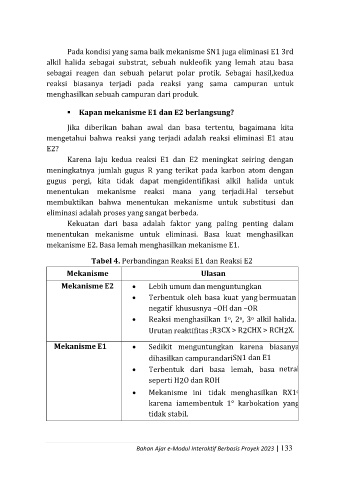 Pada kondisi yang sama baik mekanisme SN1 juga eliminasi E1 3rd
alkil halida sebagai substrat, sebuah nukleofik yang lemah atau basa
sebagai reagen dan sebuah pelarut polar protik. Sebagai hasil,kedua
reaksi biasanya terjadi pada reaksi yang sama campuran untuk
menghasilkan sebuah campuran dari produk.
▪ Kapan mekanisme E1 dan E2 berlangsung?
Jika diberikan bahan awal dan basa tertentu, bagaimana kita
mengetahui bahwa reaksi yang terjadi adalah reaksi eliminasi E1 atau
E2?
Karena laju kedua reaksi E1 dan E2 meningkat seiring dengan
meningkatnya jumlah gugus R yang terikat pada karbon atom dengan
gugus pergi, kita tidak dapat mengidentifikasi alkil halida untuk
menentukan mekanisme reaksi mana yang terjadi.Hal tersebut
membuktikan bahwa menentukan mekanisme untuk substitusi dan
eliminasi adalah proses yang sangat berbeda.
Kekuatan dari basa adalah faktor yang paling penting dalam
menentukan mekanisme untuk eliminasi. Basa kuat menghasilkan
mekanisme E2. Basa lemah menghasilkan mekanisme E1.
Tabel 4. Perbandingan Reaksi E1 dan Reaksi E2
Mekanisme Ulasan
Mekanisme E2 • Lebih umum dan menguntungkan
• Terbentuk oleh basa kuat yang bermuatan
negatif khususnya –OH dan –OR
• Reaksi menghasilkan 1o, 2o, 3o alkil halida.
Urutan reaktifitas ;R3CX > R2CHX > RCH2X.
Mekanisme E1 • Sedikit menguntungkan karena biasanya
dihasilkan campurandariSN1 dan E1
• Terbentuk dari basa lemah, basa netral
seperti H2O dan ROH
• Mekanisme ini tidak menghasilkan RX1o
karena iamembentuk 1° karbokation yang
tidak stabil.
Bahan Ajar e-Modul Interaktif Berbasis Proyek 2023 | 133